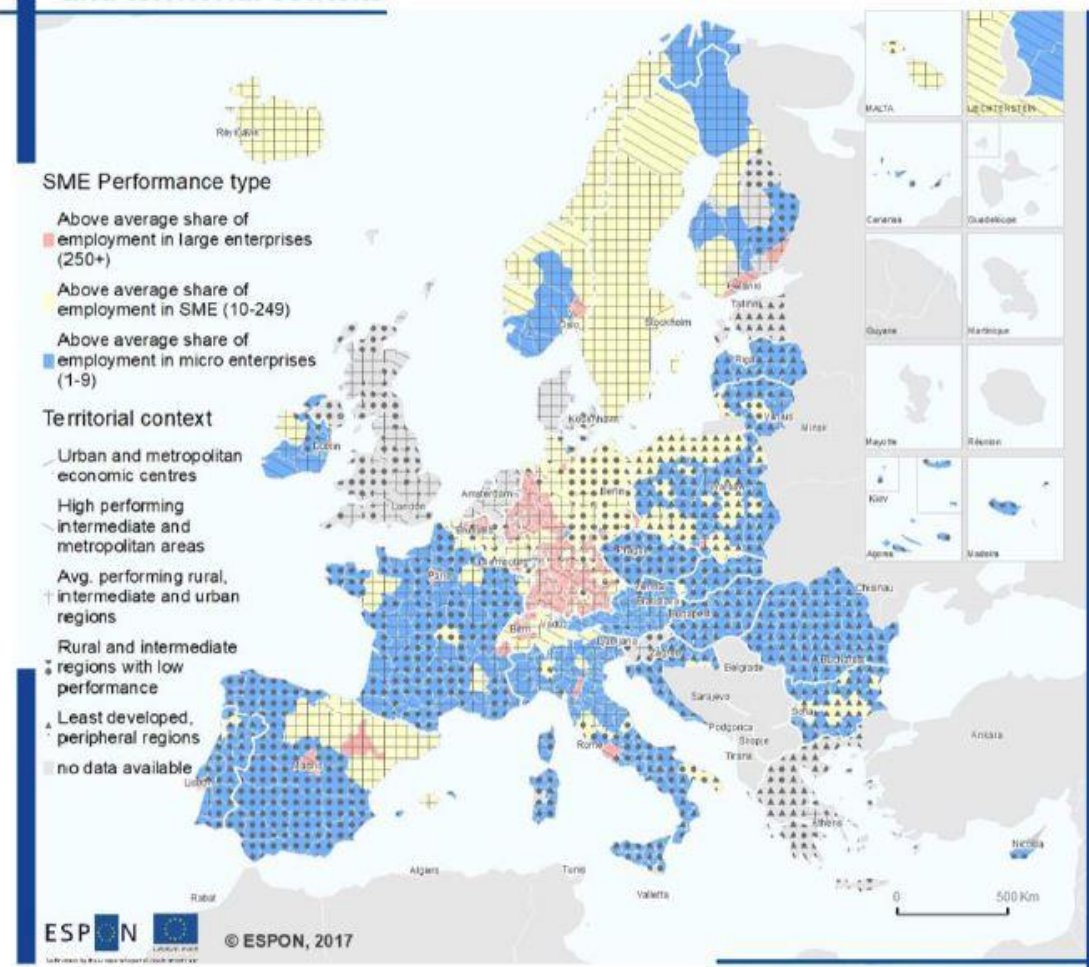 SME Performance type
Above average share of
employment in large enterprises
(250+)
Above average share of
employment in SME (10-249)
Above average share of
employment in micro enterprises
(1-9)
Territorial context
Urban and metropolitan
economic centres
High performing
intermediate and
metropolitan areas
Avg. performing rural,
intermediate and urban
regions
Rural and intermediate
regions with low
performance
Least developed,
peripheral regions
no data available
Reykjavik
Oslo
Stockholm
Helsinki
Tallinn
Riga
Vilnius
Minsk
København
Dublin
London
Amsterdam
Berlin
Warsaw
Luxembourg
Paris
Prague
Bern
Vaduz
Bratislava
Budapest
Ljubljana
Zagreb
Chisinau
Bucharest
Belgrade
Sarajevo
Podgorica
Skopje
Tirana
Sofia
Ankara
Rome
Madrid
Lisbon
Athens
Nicosia
Algiers
Tunis
Valletta
Rabat
MALTA
LIECHTENSTEIN
Canarias
Guadeloupe
Guyane
Martinique
Mayotte
Réunion
Kiev
Açores
Madeira
0
500 Km
ESPON
© ESPON, 2017